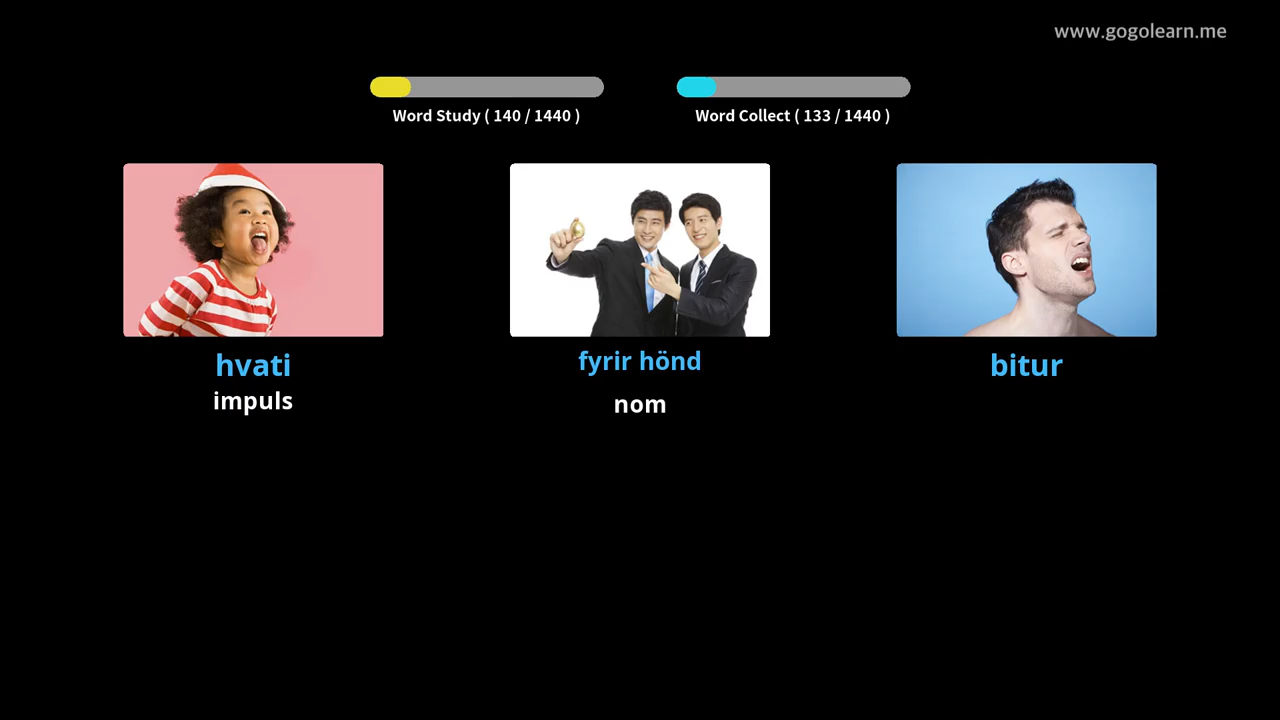 www.gogolearn.me
Word Study ( 140 / 1440 )
Word Collect ( 133 / 1440 )
hvati
impuls
fyrir hönd
nom
bitur